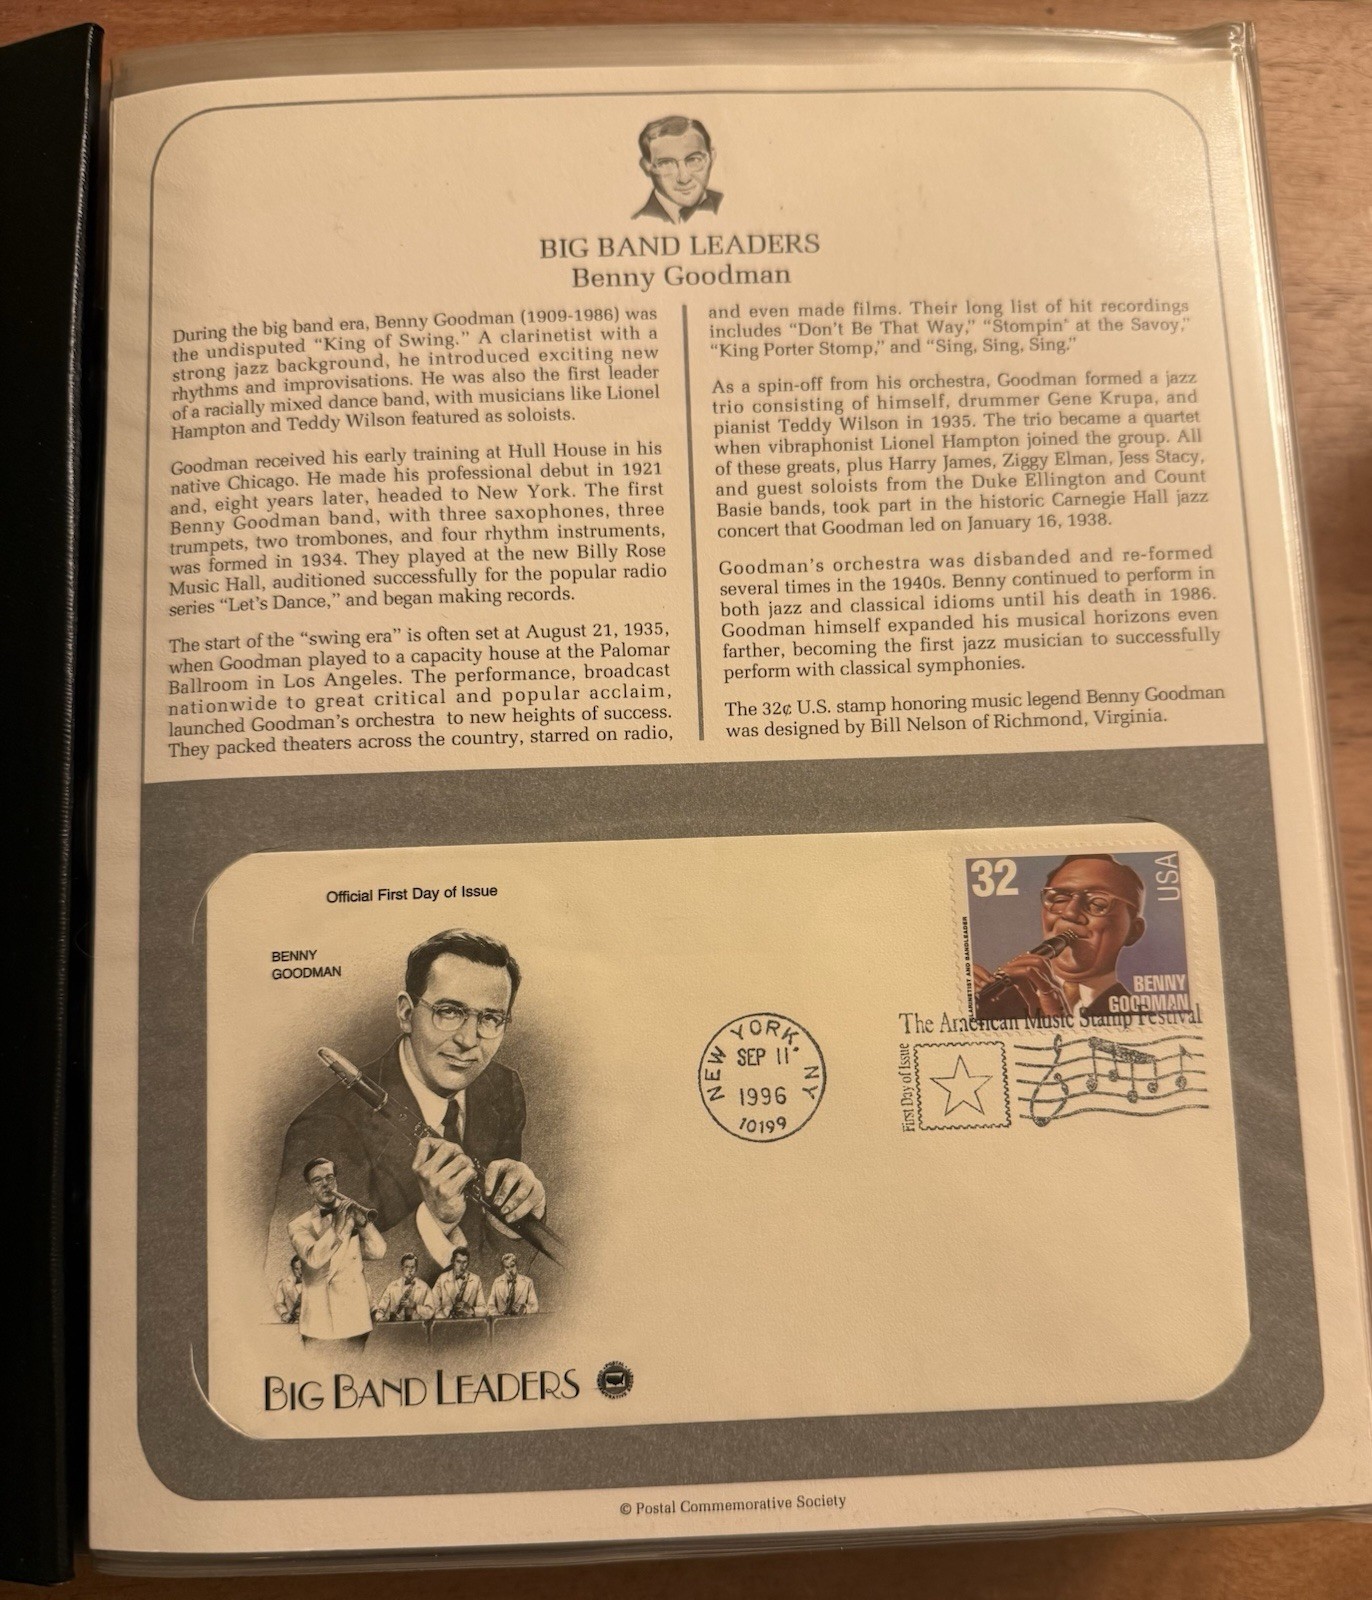 BIG BAND LEADERS
Benny Goodman
During the big band era, Benny Goodman (1909-1986) was
the undisputed "King of Swing." A clarinetist with a
strong jazz background, he introduced exciting new
rhythms and improvisations. He was also the first leader
of a racially mixed dance band, with musicians like Lionel
Hampton and Teddy Wilson featured as soloists.
Goodman received his early training at Hull House in his
native Chicago. He made his professional debut in 1921
and, eight years later, headed to New York. The first
Benny Goodman band, with three saxophones, three
trumpets, two trombones, and four rhythm instruments,
was formed in 1934. They played at the new Billy Rose
Music Hall, auditioned successfully for the popular radio
series "Let's Dance," and began making records.
The start of the "swing era" is often set at August 21, 1935,
when Goodman played to a capacity house at the Palomar
Ballroom in Los Angeles. The performance, broadcast
nationwide to great critical and popular acclaim,
launched Goodman's orchestra to new heights of success.
They packed theaters across the country, starred on radio,
and even made films. Their long list of hit recordings
includes "Don't Be That Way," "Stompin' at the Savoy,"
"King Porter Stomp," and "Sing, Sing, Sing."
As a spin-off from his orchestra, Goodman formed a jazz
trio consisting of himself, drummer Gene Krupa, and
pianist Teddy Wilson in 1935. The trio became a quartet
when vibraphonist Lionel Hampton joined the group. All
of these greats, plus Harry James, Ziggy Elman, Jess Stacy,
and guest soloists from the Duke Ellington and Count
Basie bands, took part in the historic Carnegie Hall jazz
concert that Goodman led on January 16, 1938.
Goodman's orchestra was disbanded and re-formed
several times in the 1940s. Benny continued to perform in
both jazz and classical idioms until his death in 1986.
Goodman himself expanded his musical horizons even
farther, becoming the first jazz musician to successfully
perform with classical symphonies.
The 32¢ U.S. stamp honoring music legend Benny Goodman
was designed by Bill Nelson of Richmond, Virginia.
Official First Day of Issue
BENNY
GOODMAN
32
USA
CLARINETIST AND BANDLEADER
BENNY
GOODMAN
The American Music Stamp Festival
First Day of Issue
NEW YORK, NY
SEP 11
1996
10199
BIG BAND LEADERS
© Postal Commemorative Society